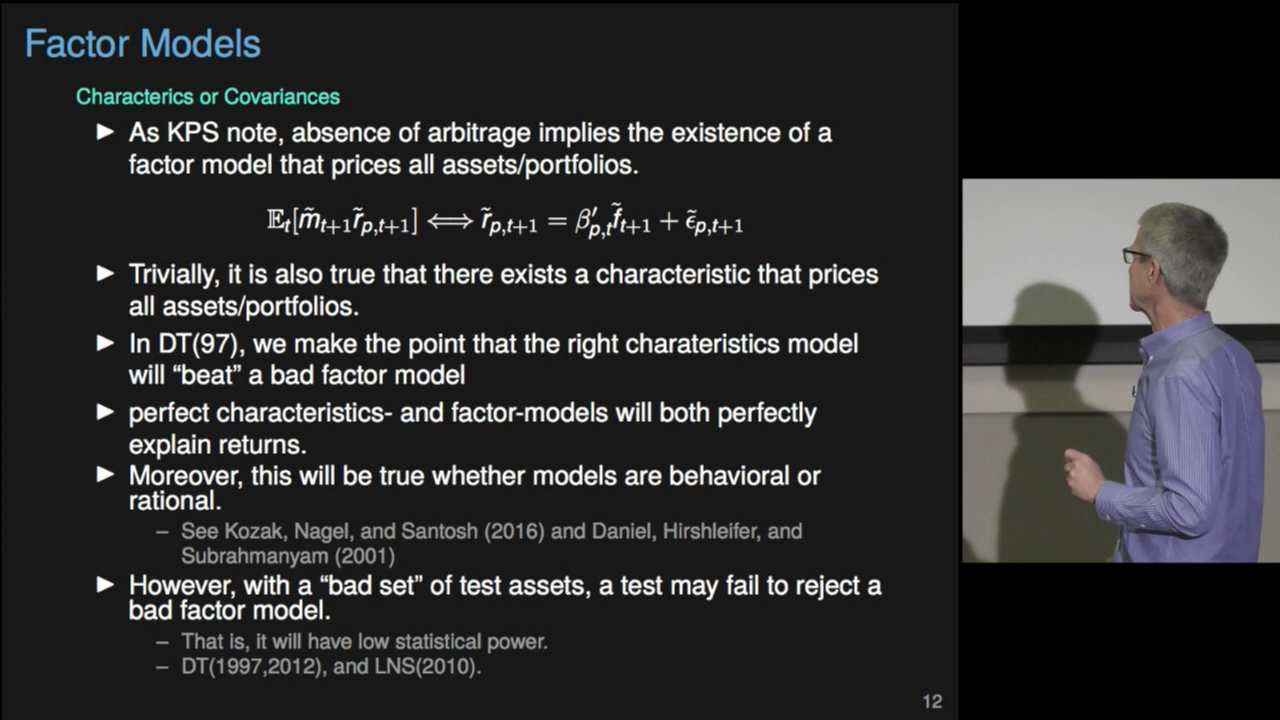 Factor Models
Characterics or Covariances
► As KPS note, absence of arbitrage implies the existence of a
factor model that prices all assets/portfolios.
𝔼ₜ[m̃ₜ₊₁r̃ₚ,ₜ₊₁] ⟺ r̃ₚ,ₜ₊₁ = β′ₚ,ₜf̃ₜ₊₁ + ε̃ₚ,ₜ₊₁
► Trivially, it is also true that there exists a characteristic that prices
all assets/portfolios.
► In DT(97), we make the point that the right charateristics model
will “beat” a bad factor model
► perfect characteristics- and factor-models will both perfectly
explain returns.
► Moreover, this will be true whether models are behavioral or
rational.
– See Kozak, Nagel, and Santosh (2016) and Daniel, Hirshleifer, and
Subrahmanyam (2001)
► However, with a “bad set” of test assets, a test may fail to reject a
bad factor model.
– That is, it will have low statistical power.
– DT(1997,2012), and LNS(2010).
12